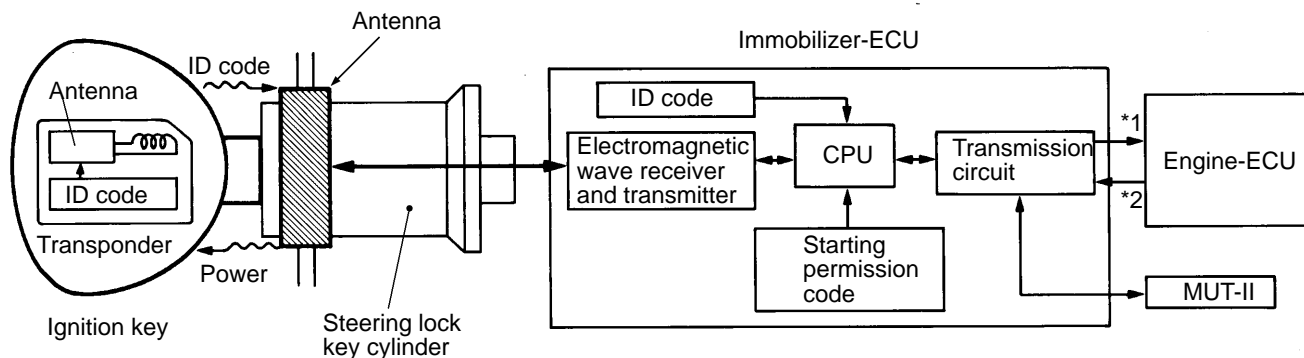 Antenna
Immobilizer-ECU
ID code
Antenna
ID code
ID code
Transponder
Power
Ignition key
Steering lock
key cylinder
Electromagnetic
wave receiver
and transmitter
CPU
Starting
permission
code
Transmission
circuit
*1
*2
Engine-ECU
MUT-II